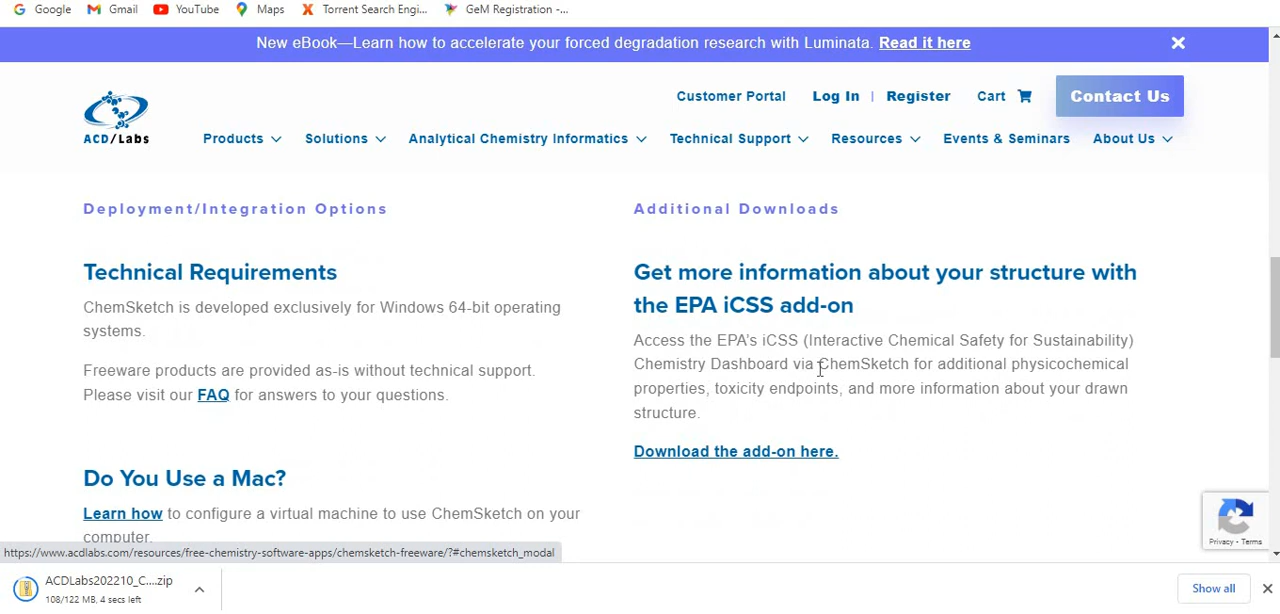 Google Gmail YouTube Maps Torrent Search Engi... GeM Registration -...
New eBook—Learn how to accelerate your forced degradation research with Luminata. Read it here
Customer Portal Log In | Register Cart Contact Us
ACD/Labs
Products Solutions Analytical Chemistry Informatics Technical Support Resources Events & Seminars About Us
Deployment/Integration Options
Technical Requirements
ChemSketch is developed exclusively for Windows 64-bit operating
systems.
Freeware products are provided as-is without technical support.
Please visit our FAQ for answers to your questions.
Do You Use a Mac?
Learn how to configure a virtual machine to use ChemSketch on your
computer.
Additional Downloads
Get more information about your structure with
the EPA iCSS add-on
Access the EPA's iCSS (Interactive Chemical Safety for Sustainability)
Chemistry Dashboard via ChemSketch for additional physicochemical
properties, toxicity endpoints, and more information about your drawn
structure.
Download the add-on here.
Privacy - Terms
https://www.acdlabs.com/resources/free-chemistry-software-apps/chemsketch-freeware/?#chemsketch_modal
ACDLabs202210_C....zip
108/122 MB, 4 secs left
Show all